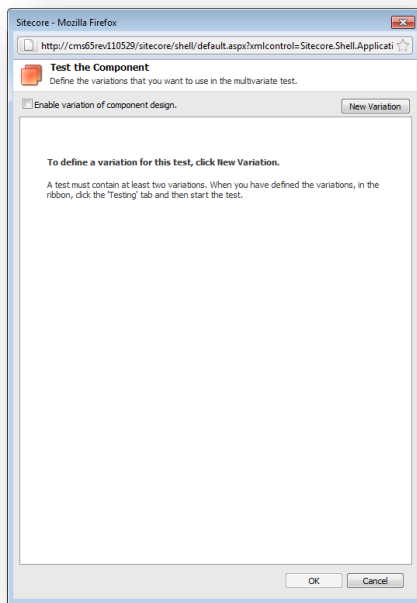 Sitecore - Mozilla Firefox
http://cms65rev110529/sitecore/shell/default.aspx?xmlcontrol=Sitecore.Shell.Applicati
Test the Component
Define the variations that you want to use in the multivariate test.
Enable variation of component design.
New Variation
To define a variation for this test, click New Variation.
A test must contain at least two variations. When you have defined the variations, in the
ribbon, click the 'Testing' tab and then start the test.
OK
Cancel